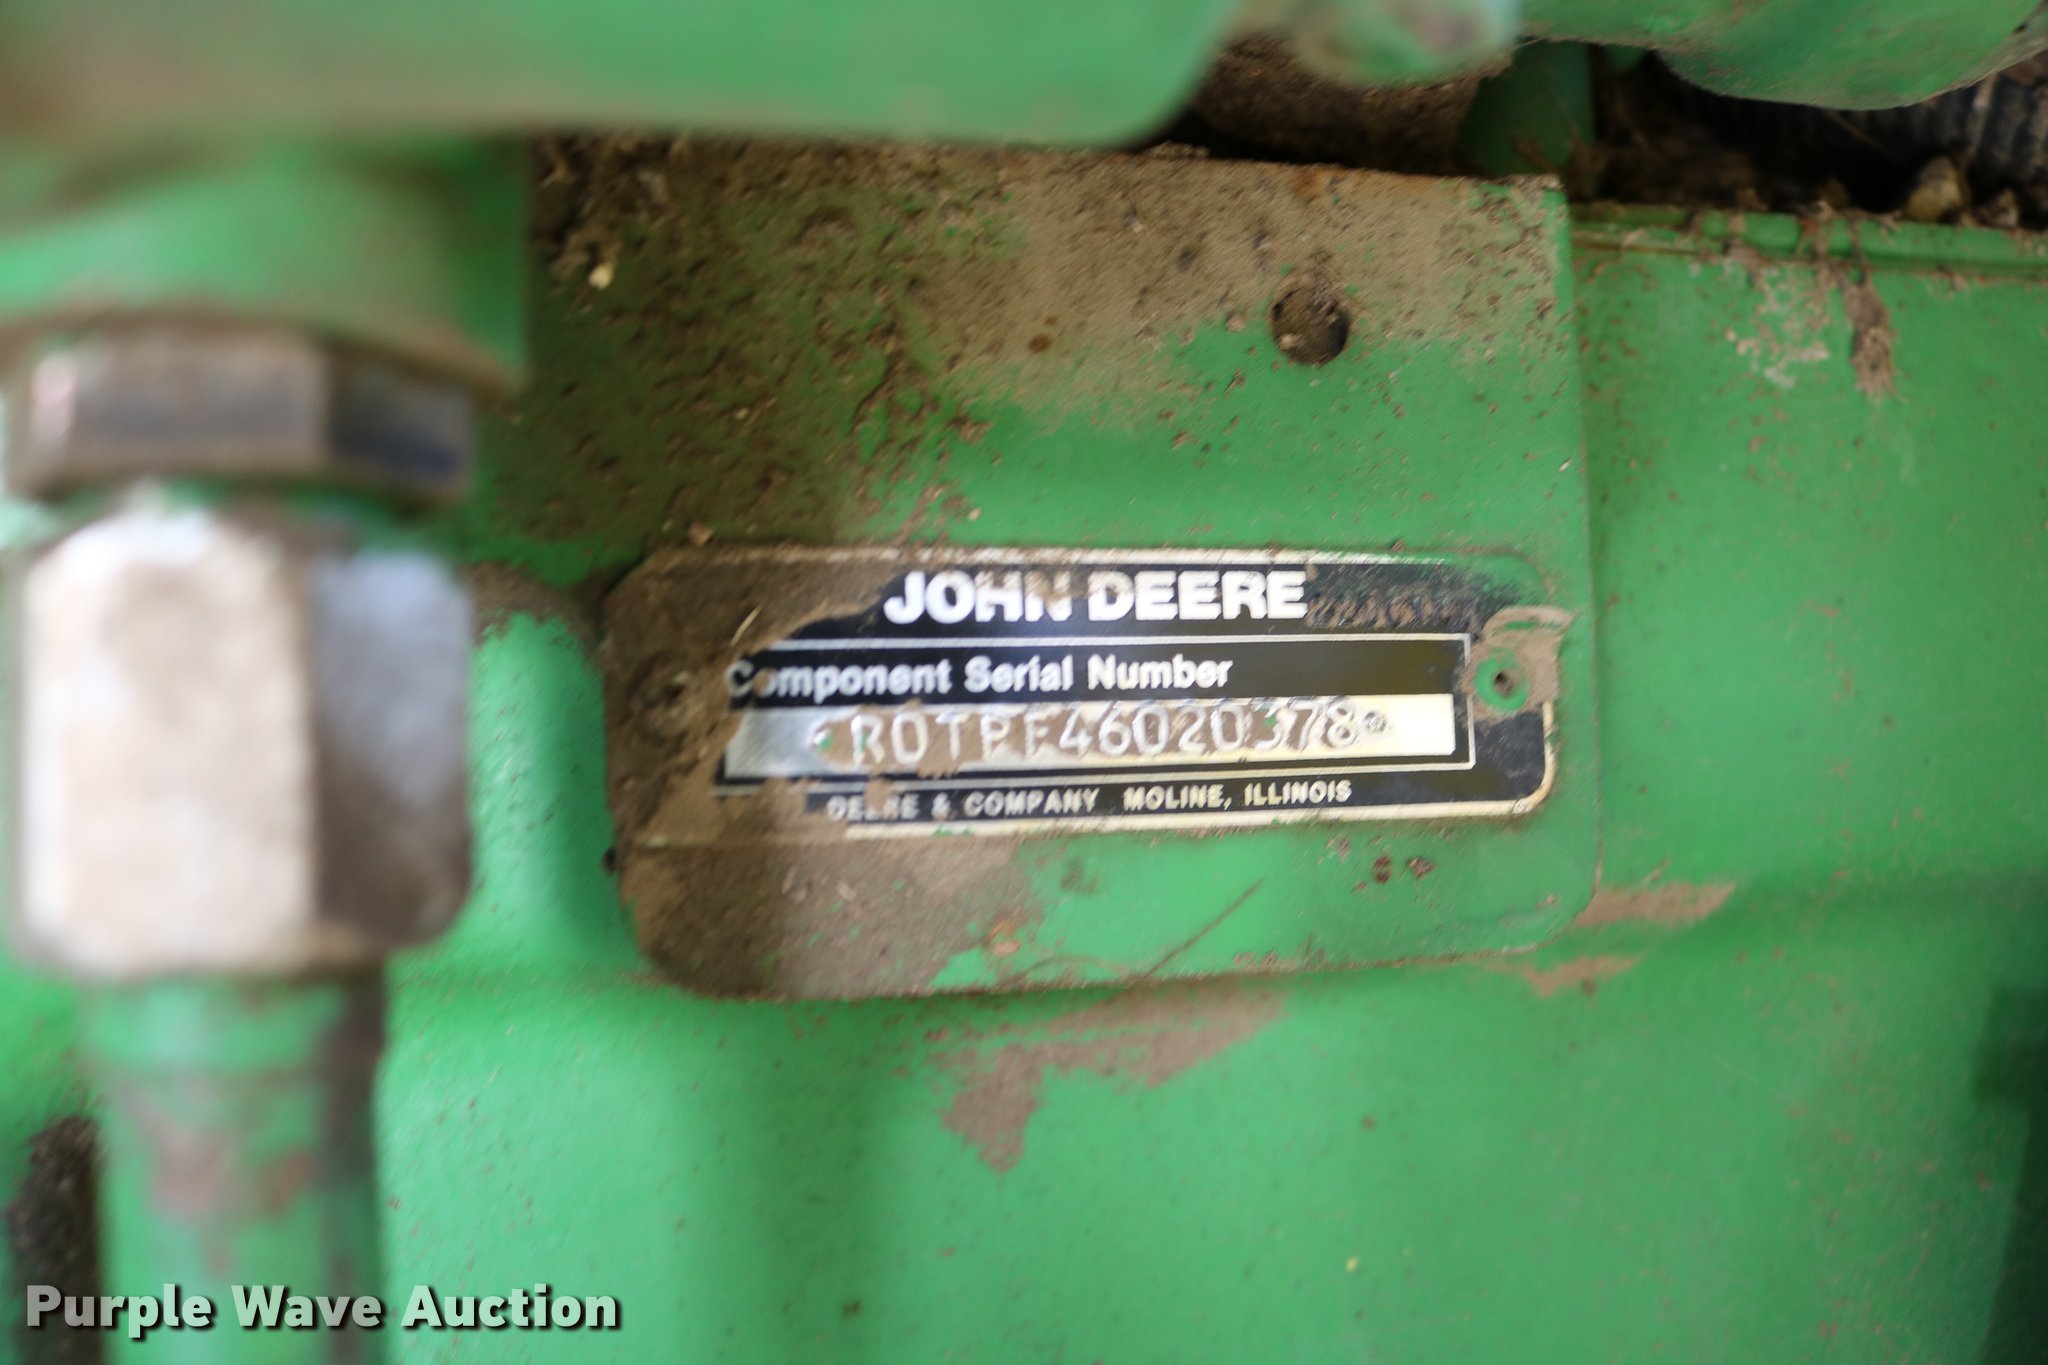 JOHN DEERE
Component Serial Number
*R0TPF46020378*
DEERE & COMPANY MOLINE, ILLINOIS
Purple Wave Auction